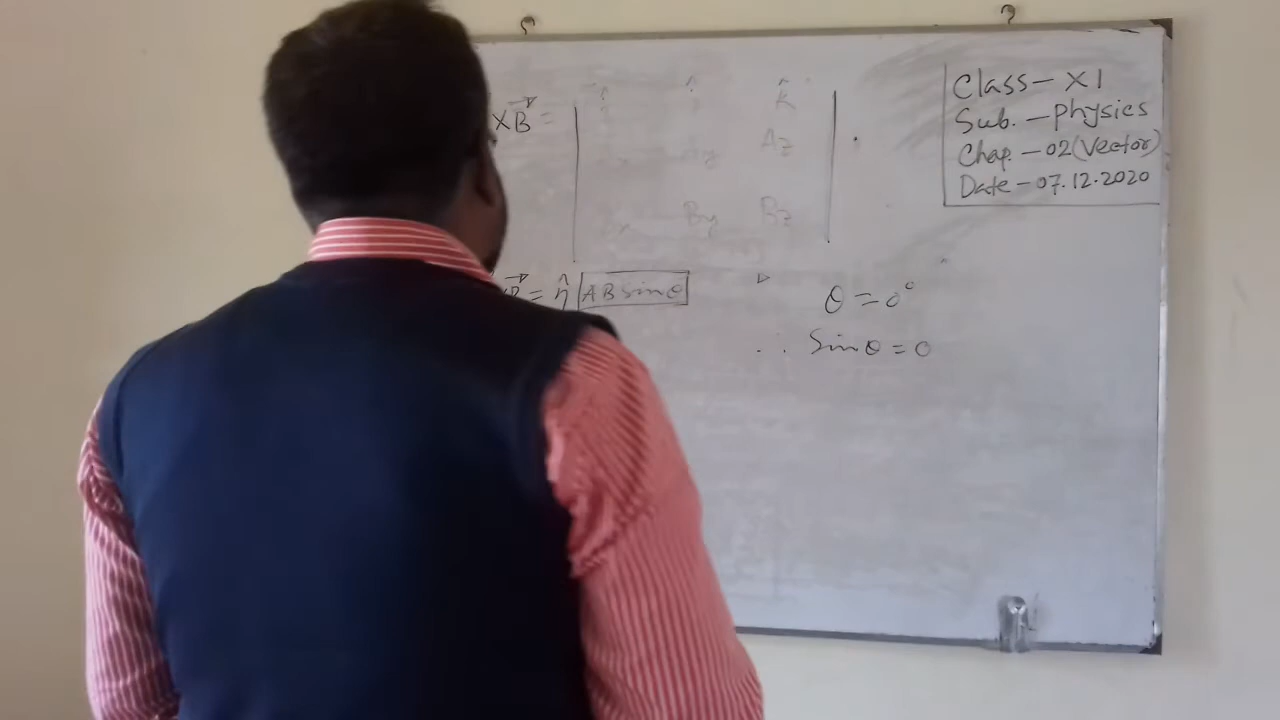 Class - XI
Sub. - Physics
Chap. - 02 (Vector)
Date - 07.12.2020
× B⃗ =
î ĵ k̂
Ay Az
By Bz
B⃗ = η̂ AB sinθ
θ = 0°
∴ Sinθ = 0